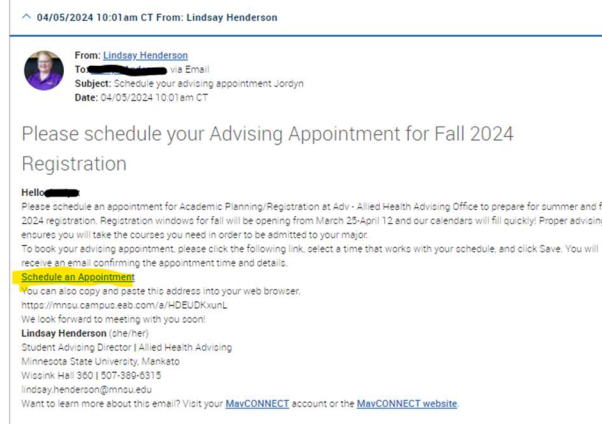 04/05/2024 10:01am CT From: Lindsay Henderson
From: Lindsay Henderson
To: via Email
Subject: Schedule your advising appointment Jordyn
Date: 04/05/2024 10:01am CT
Please schedule your Advising Appointment for Fall 2024
Registration
Hello
Please schedule an appointment for Academic Planning/Registration at Adv - Allied Health Advising Office to prepare for summer and f
2024 registration. Registration windows for fall will be opening from March 25-April 12 and our calendars will fill quickly! Proper advising
ensures you will take the courses you need in order to be admitted to your major.
To book your advising appointment, please click the following link, select a time that works with your schedule, and click Save. You will
receive an email confirming the appointment time and details.
Schedule an Appointment
You can also copy and paste this address into your web browser.
https://mnsu.campus.eab.com/a/HDEUDKxunL
We look forward to meeting with you soon!
Lindsay Henderson (she/her)
Student Advising Director | Allied Health Advising
Minnesota State University, Mankato
Wissink Hall 360 | 507-389-6315
lindsay.henderson@mnsu.edu
Want to learn more about this email? Visit your MavCONNECT account or the MavCONNECT website.